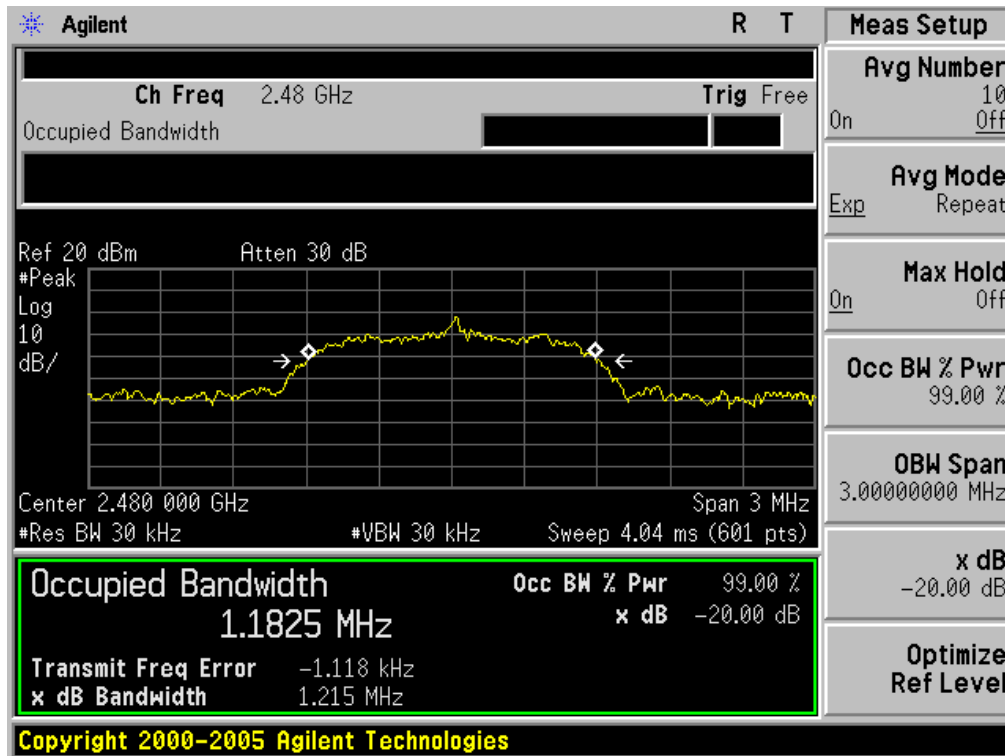 Agilent R T
Ch Freq 2.48 GHz Trig Free
Occupied Bandwidth
Ref 20 dBm Atten 30 dB
#Peak
Log
10
dB/
Center 2.480 000 GHz Span 3 MHz
#Res BW 30 kHz #VBW 30 kHz Sweep 4.04 ms (601 pts)
Occupied Bandwidth Occ BW % Pwr 99.00 %
1.1825 MHz x dB -20.00 dB
Transmit Freq Error -1.118 kHz
x dB Bandwidth 1.215 MHz
Copyright 2000-2005 Agilent Technologies
Meas Setup
Avg Number
10
On Off
Avg Mode
Exp Repeat
Max Hold
On Off
Occ BW % Pwr
99.00 %
OBW Span
3.00000000 MHz
x dB
-20.00 dB
Optimize
Ref Level